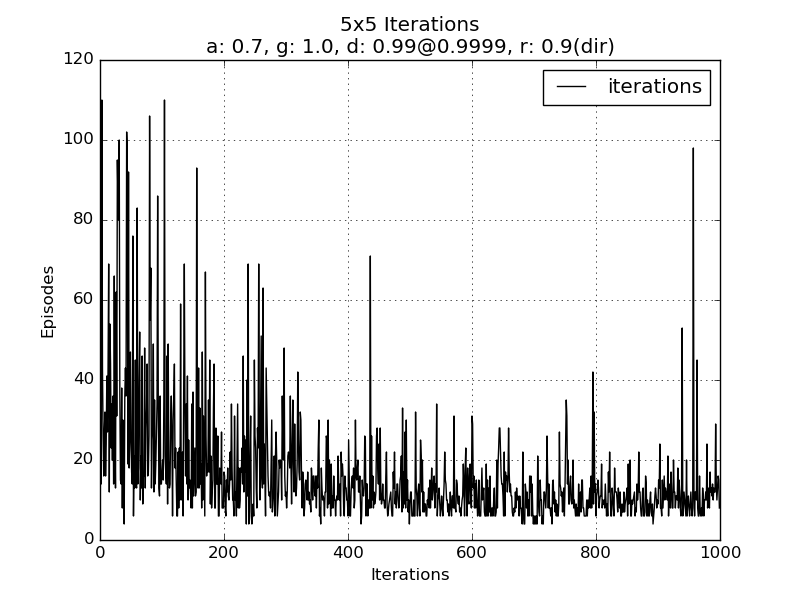 5x5 Iterations
a: 0.7, g: 1.0, d: 0.99@0.9999, r: 0.9(dir)
iterations
120
100
80
60
40
20
0
Episodes
0 200 400 600 800 1000
Iterations